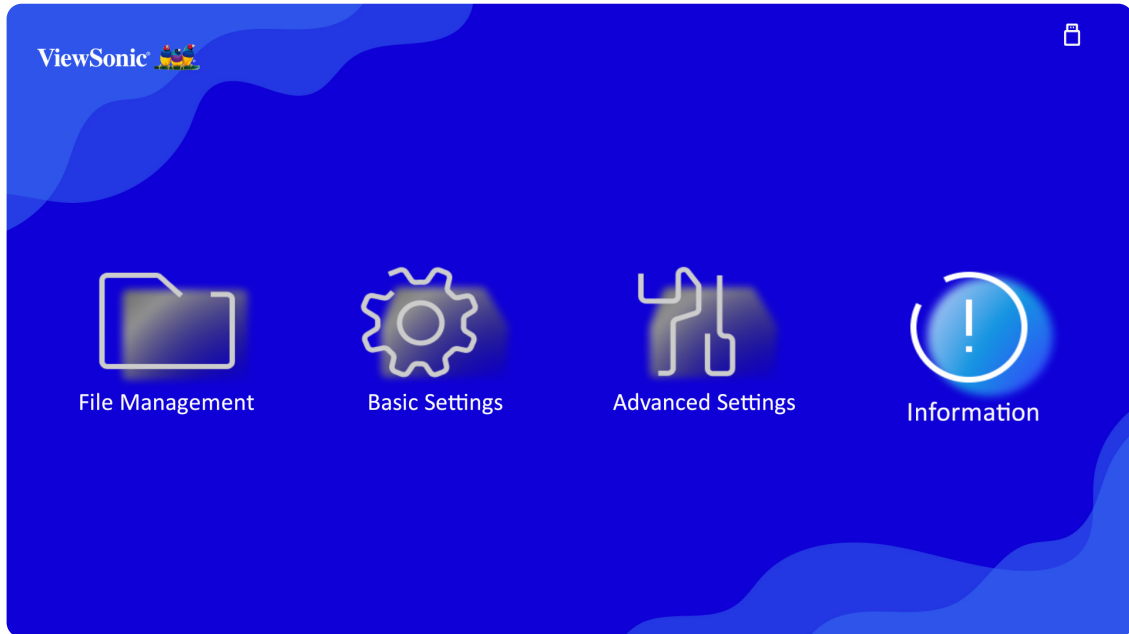 ViewSonic®
File Management
Basic Settings
Advanced Settings
Information